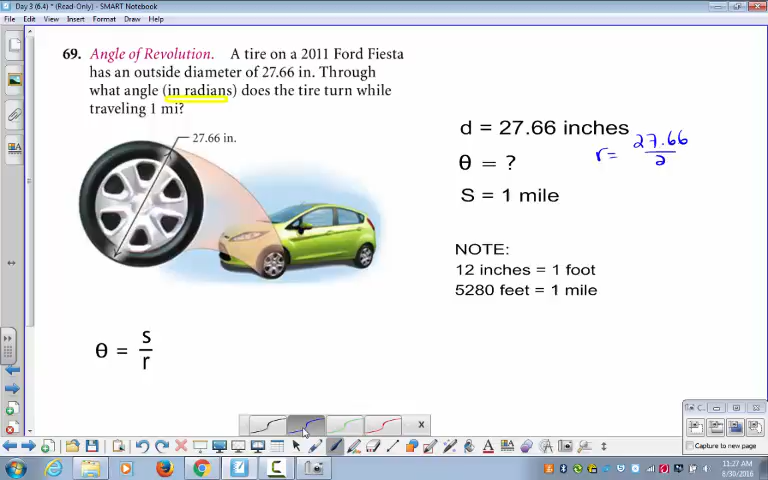 Day 3 (6.4) * (Read-Only) - SMART Notebook
File Edit View Insert Format Draw Help
69. Angle of Revolution. A tire on a 2011 Ford Fiesta
has an outside diameter of 27.66 in. Through
what angle (in radians) does the tire turn while
traveling 1 mi?
27.66 in.
d = 27.66 inches
θ = ?
r = 27.66
2
S = 1 mile
NOTE:
12 inches = 1 foot
5280 feet = 1 mile
θ = s
r
x
C...
Capture to new page
11:27 AM
8/30/2016